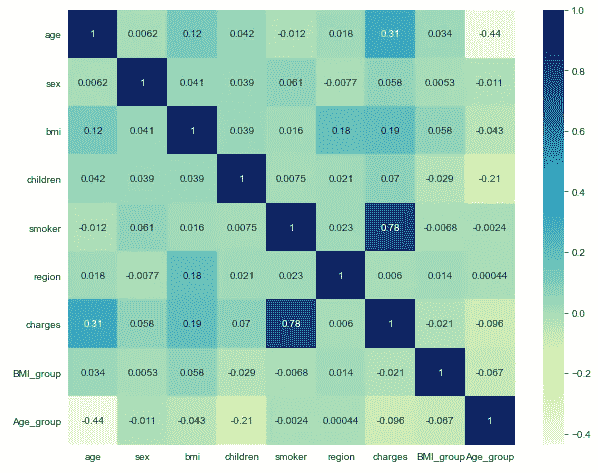 age 1 0.0062 0.12 0.042 -0.012 0.018 0.31 0.034 -0.44
sex 0.0062 1 0.041 0.039 0.061 -0.0077 0.058 0.0053 -0.011
bmi 0.12 0.041 1 0.039 0.016 0.18 0.19 0.058 -0.043
children 0.042 0.039 0.039 1 0.0075 0.021 0.07 -0.029 -0.21
smoker -0.012 0.061 0.016 0.0075 1 0.023 0.78 -0.0068 -0.0024
region 0.018 -0.0077 0.18 0.021 0.023 1 0.006 0.014 0.00044
charges 0.31 0.058 0.19 0.07 0.78 0.006 1 -0.021 -0.096
BMI_group 0.034 0.0053 0.058 -0.029 -0.0068 0.014 -0.021 1 -0.067
Age_group -0.44 -0.011 -0.043 -0.21 -0.0024 0.00044 -0.096 -0.067 1
age sex bmi children smoker region charges BMI_group Age_group
1.0
0.8
0.6
0.4
0.2
0.0
-0.2
-0.4